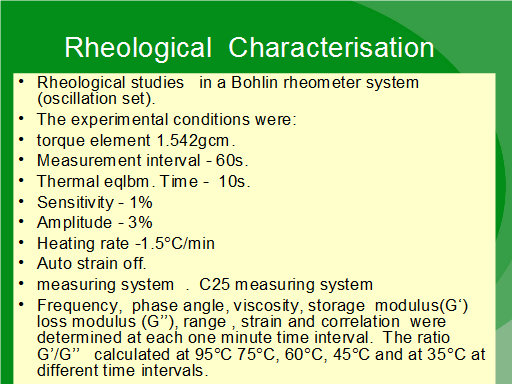 Rheological  Characterisation
• Rheological studies   in a Bohlin rheometer system
(oscillation set).
• The experimental conditions were:
• torque element 1.542gcm.
• Measurement interval - 60s.
• Thermal eqlbm. Time -  10s.
• Sensitivity - 1%
• Amplitude - 3%
• Heating rate -1.5°C/min
• Auto strain off.
• measuring system  .  C25 measuring system
• Frequency,  phase angle, viscosity, storage  modulus(G‘)
loss modulus (G’’), range , strain and correlation  were
determined at each one minute time interval.  The ratio
G’/G’’   calculated at 95°C 75°C, 60°C, 45°C and at 35°C at
different time intervals.